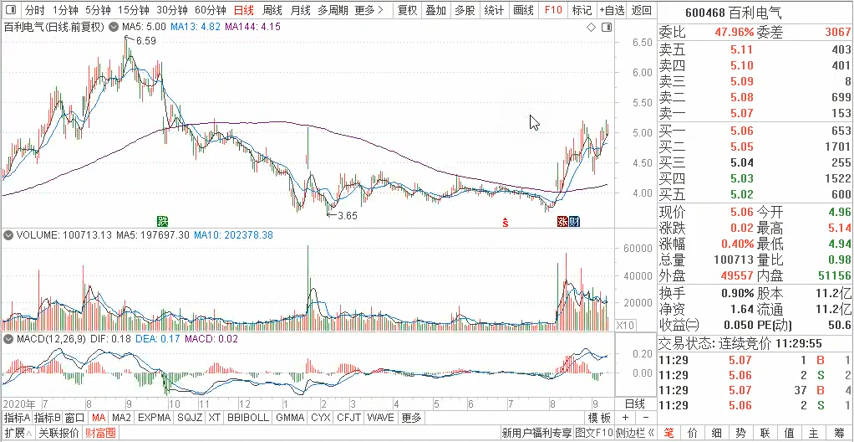 分时 1分钟 5分钟 15分钟 30分钟 60分钟 日线 周线 月线 多周期 更多 复权 叠加 多股 统计 画线 F10 标记 +自选 返回
百利电气(日线.前复权) MA5: 5.00 MA13: 4.82 MA144: 4.15
6.59
6.50
6.00
5.50
5.00
4.50
4.00
3.65
跌
ŝ
涨 财
VOLUME: 100713.13 MA5: 197697.30 MA10: 202378.38
60000
40000
20000
X10
MACD(12,26,9) DIF: 0.18 DEA: 0.17 MACD: 0.02
0.20
0.00
-0.20
2020年 7 8 9 10 11 12 1 2 3 4 5 6 7 8 9 日线
指标A 指标B 窗口 MA MA2 EXPMA SQJZ XT BBIBOLL GMMA CYX CFJT WAVE 更多 模板 + -
扩展∧ 关联报价 财富圈 新用户福利专享 图文F10 侧边栏《
600468 百利电气
委比 47.96% 委差 3067
卖五 5.11 403
卖四 5.10 401
卖三 5.09 8
卖二 5.08 699
卖一 5.07 153
买一 5.06 653
买二 5.05 1701
买三 5.04 255
买四 5.03 1522
买五 5.02 600
现价 5.06 今开 4.96
涨跌 0.02 最高 5.14
涨幅 0.40% 最低 4.94
总量 100713 量比 0.98
外盘 49557 内盘 51156
换手 0.90% 股本 11.2亿
净资 1.64 流通 11.2亿
收益㈡ 0.050 PE(动) 50.6
交易状态: 连续竞价 11:29:55
11:29 5.07 1 B 1
11:29 5.06 2 S 2
11:29 5.07 37 B 4
11:29 5.06 2 S 1
笔 价 细 势 联 值 主 筹